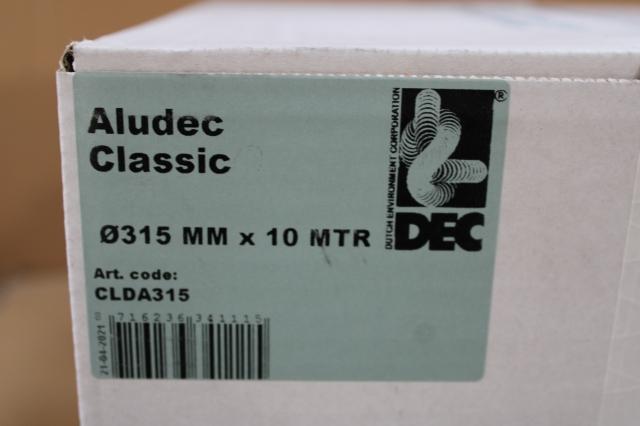 Aludec
Classic
Ø315 MM x 10 MTR
Art. code:
CLDA315
8 716236 341115
21-04-2021
DUTCH ENVIRONMENT CORPORATION
DEC
®